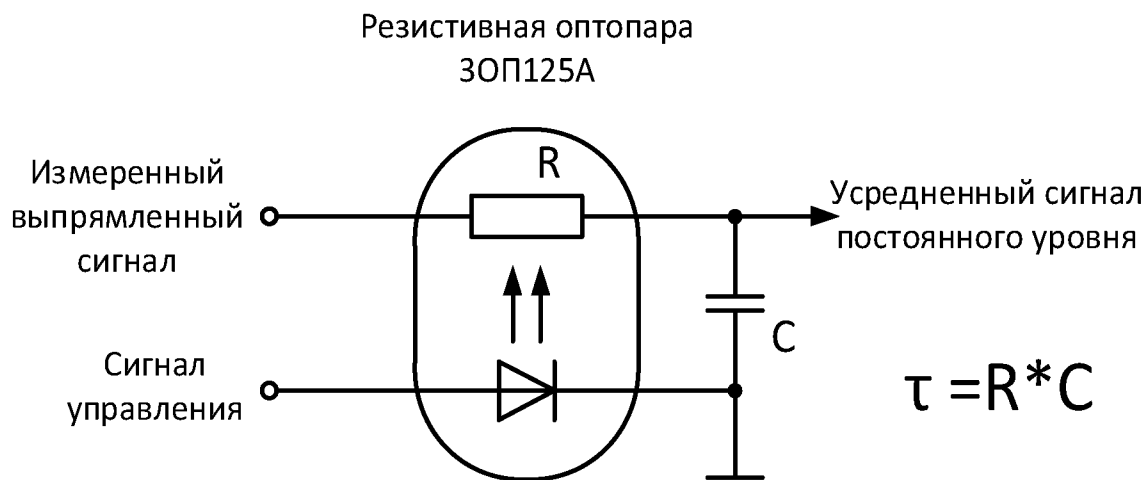 Резистивная оптопара
3ОП125А
R
Измеренный
выпрямленный
сигнал
Усредненный сигнал
постоянного уровня
C
Сигнал
управления
τ =R*C